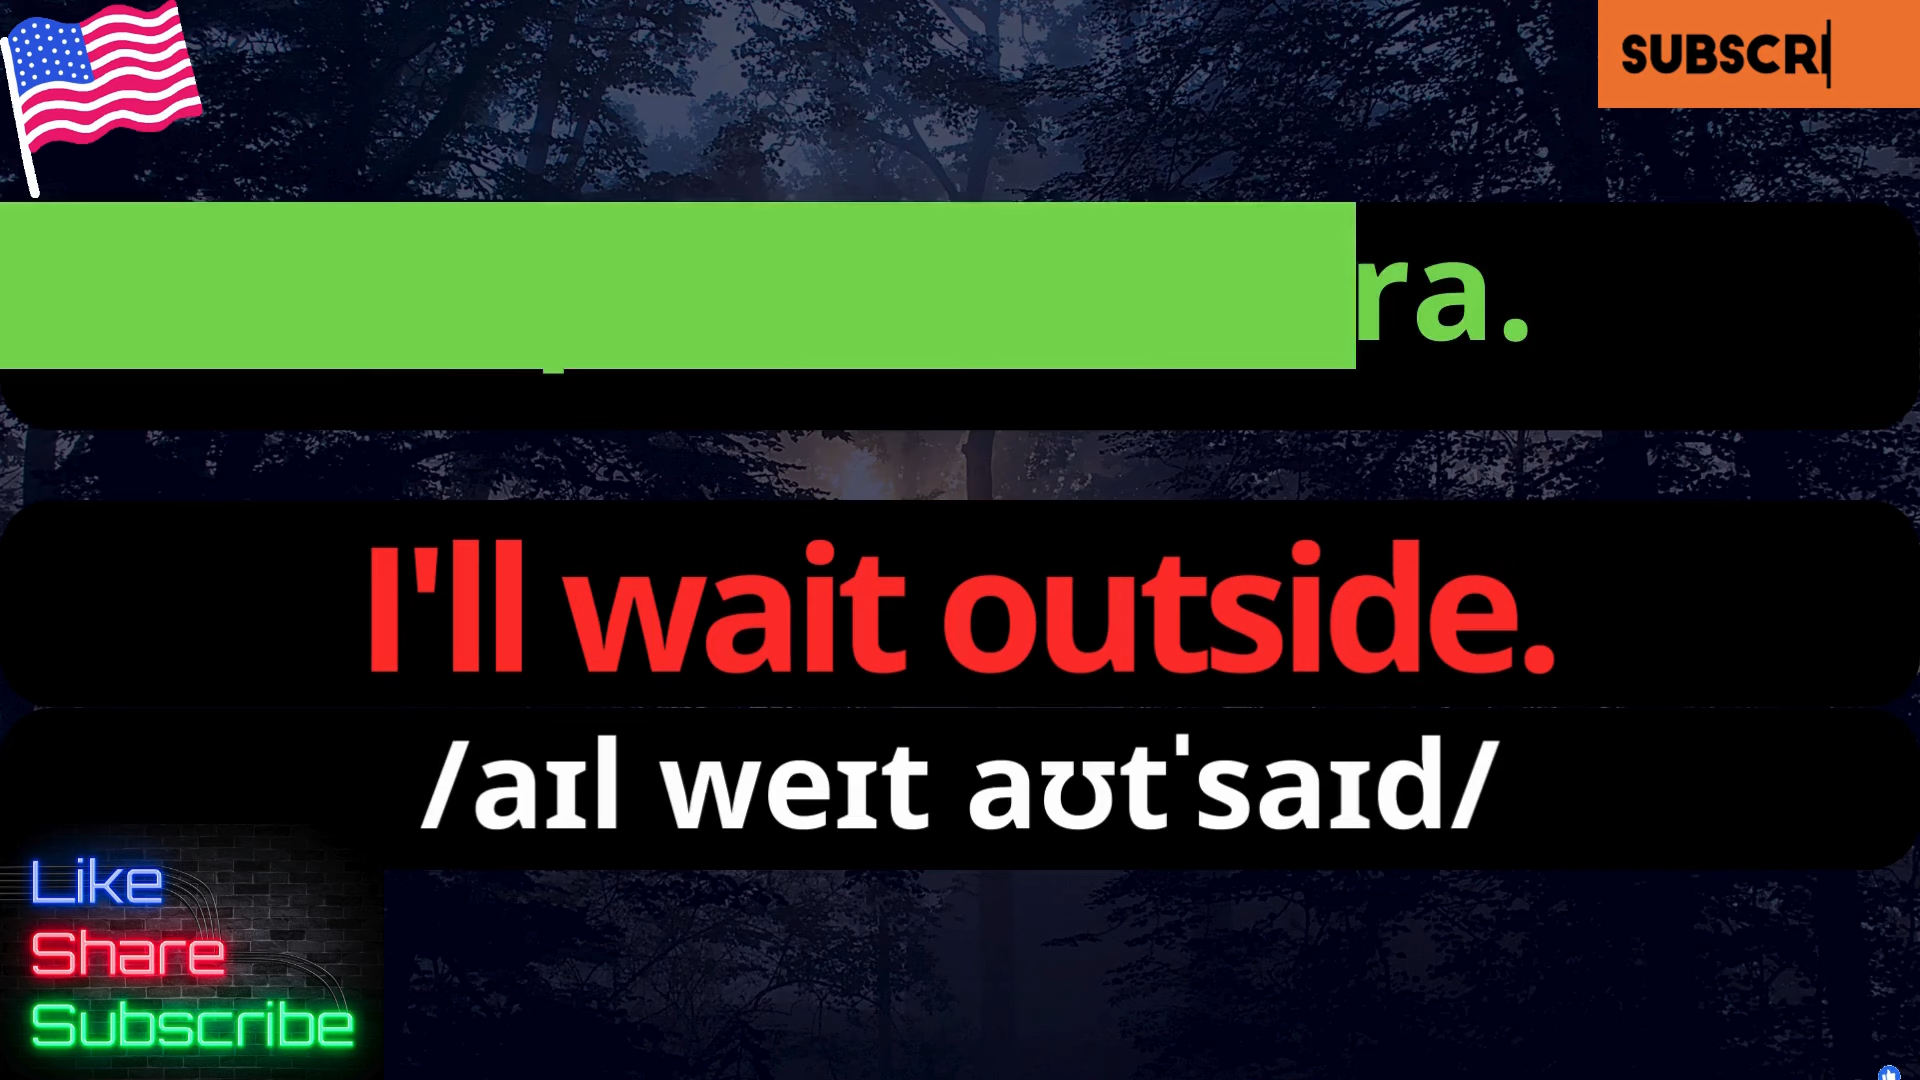 SUBSCRI
ra.
I'll wait outside.
/aɪl weɪt aʊtˈsaɪd/
Like
Share
Subscribe